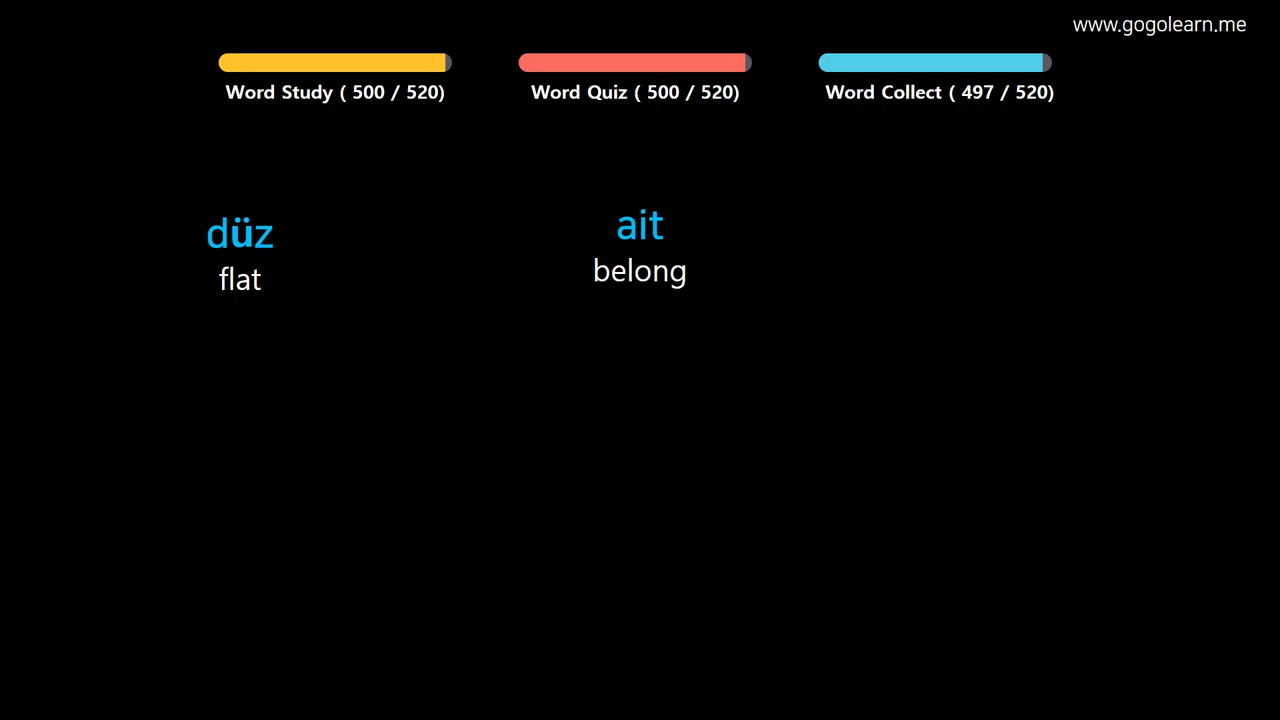 www.gogolearn.me
Word Study ( 500 / 520)
Word Quiz ( 500 / 520)
Word Collect ( 497 / 520)
düz
flat
ait
belong